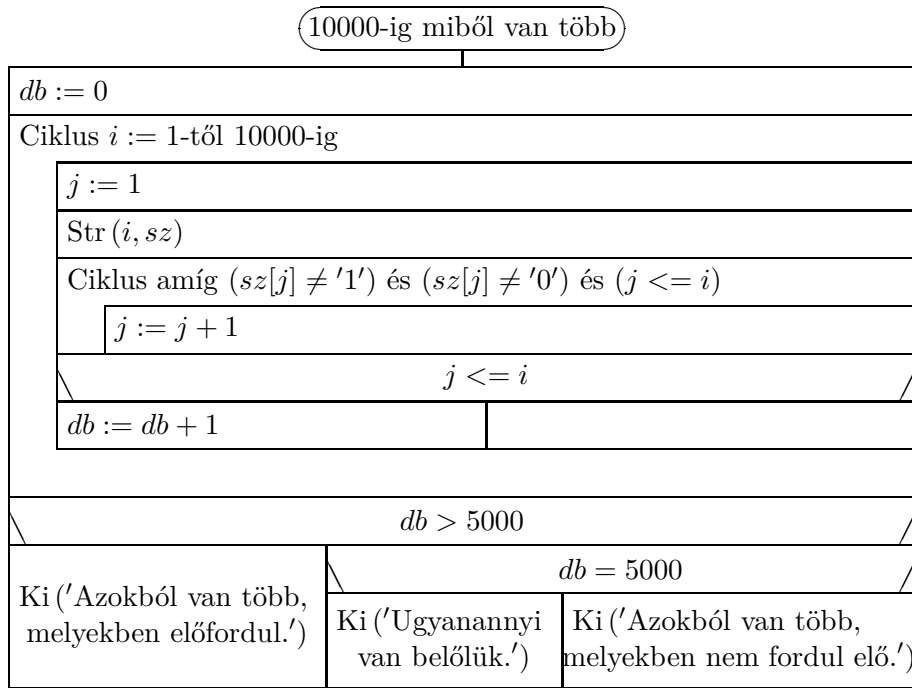 10000-ig miből van több
db := 0
Ciklus i := 1-től 10000-ig
j := 1
Str (i, sz)
Ciklus amíg (sz[j] ≠ ′1′) és (sz[j] ≠ ′0′) és (j <= i)
j := j + 1
j <= i
db := db + 1
db > 5000
Ki (′Azokból van több,
melyekben előfordul.′)
db = 5000
Ki (′Ugyanannyi
van belőlük.′)
Ki (′Azokból van több,
melyekben nem fordul elő.′)